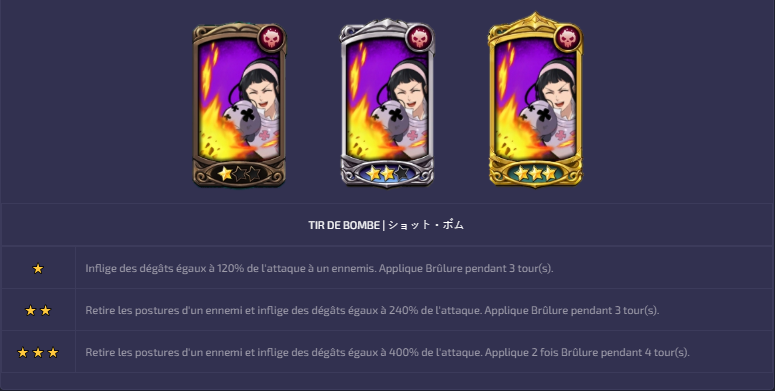 TIR DE BOMBE | ショット・ボム
Inflige des dégâts égaux à 120% de l'attaque à un ennemis. Applique Brûlure pendant 3 tour(s).
Retire les postures d'un ennemi et inflige des dégâts égaux à 240% de l'attaque. Applique Brûlure pendant 3 tour(s).
Retire les postures d'un ennemi et inflige des dégâts égaux à 400% de l'attaque. Applique 2 fois Brûlure pendant 4 tour(s).